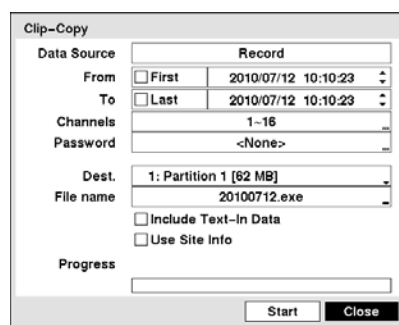 Clip-Copy
Data Source Record
From First 2010/07/12 10:10:23
To Last 2010/07/12 10:10:23
Channels 1~16 ...
Password <None> ...
Dest. 1: Partition 1 [62 MB]
File name 20100712.exe
Include Text-In Data
Use Site Info
Progress
Start Close